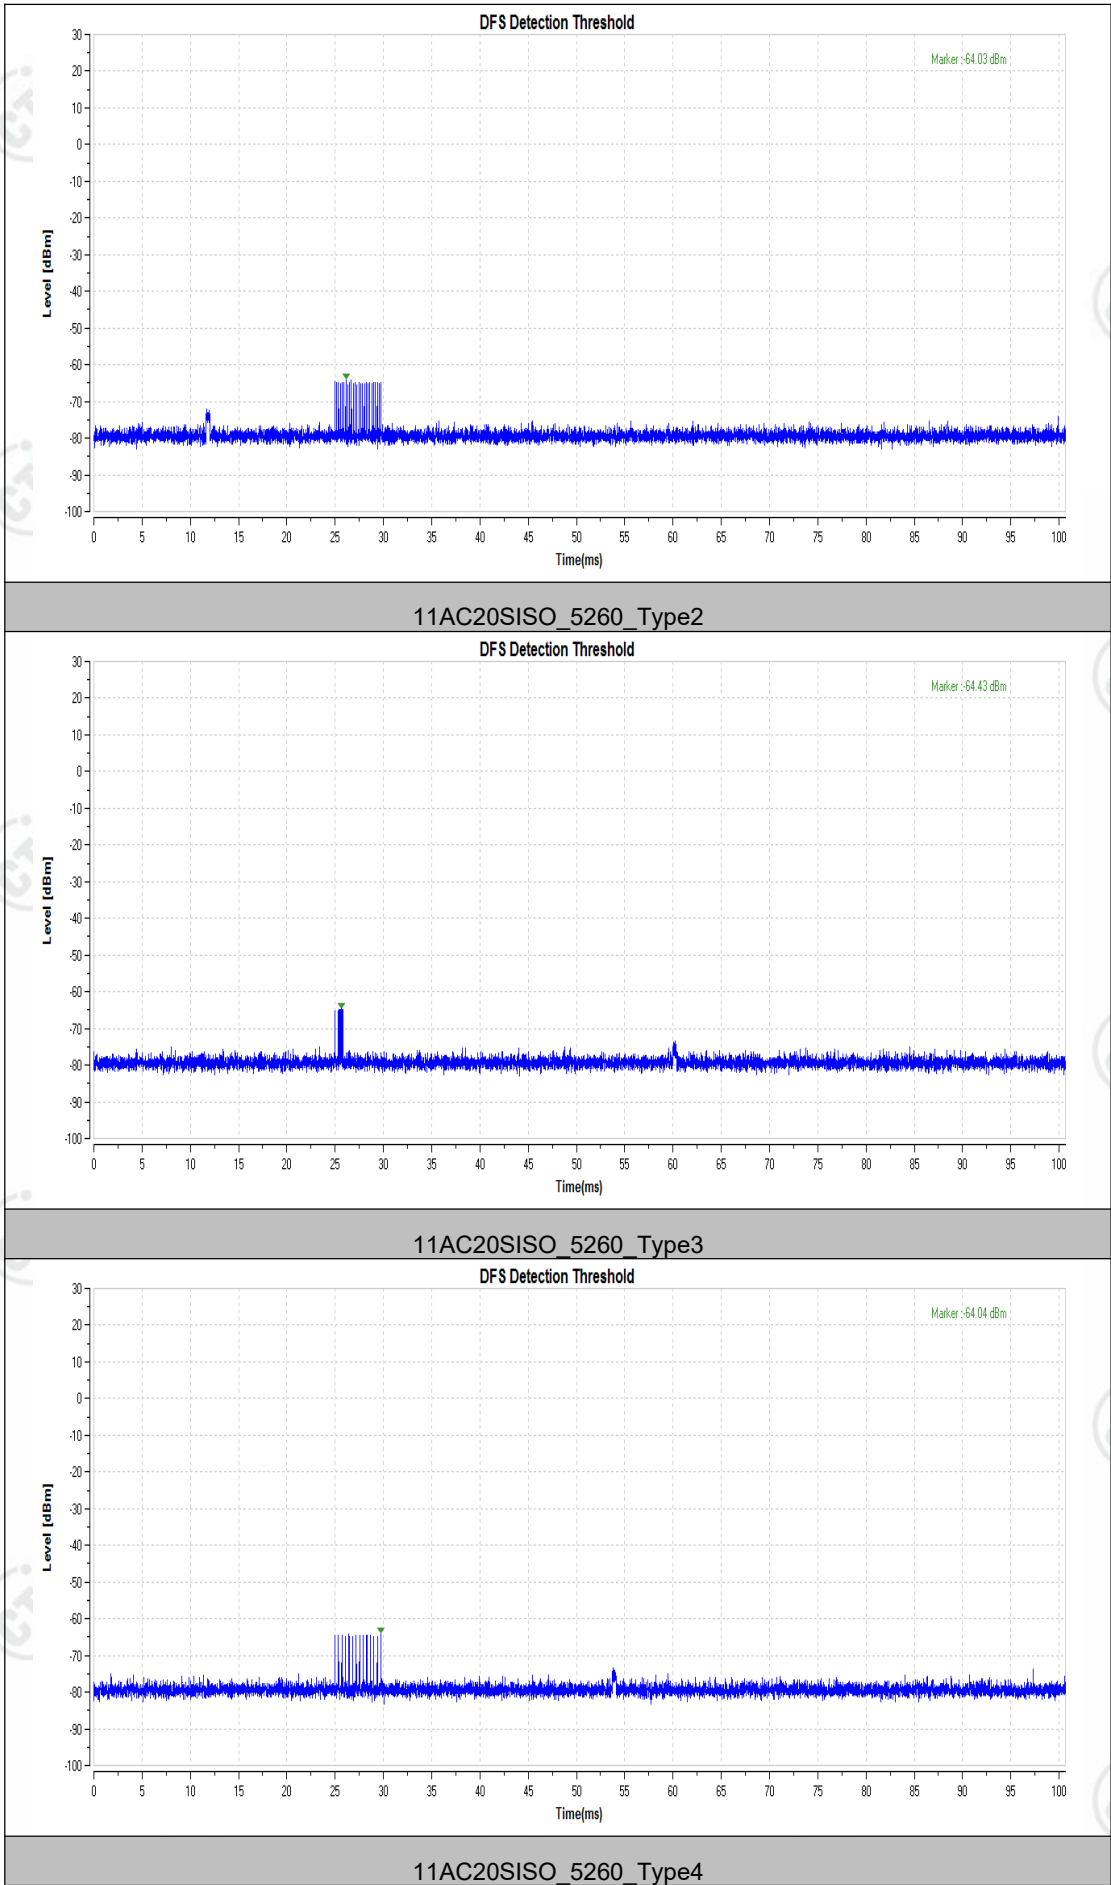 DFS Detection Threshold
Marker :-64.03 dBm
30
20
10
0
-10
-20
-30
-40
-50
-60
-70
-80
-90
-100
Level [dBm]
0 5 10 15 20 25 30 35 40 45 50 55 60 65 70 75 80 85 90 95 100
Time(ms)
11AC20SISO_5260_Type2
DFS Detection Threshold
Marker :-64.43 dBm
30
20
10
0
-10
-20
-30
-40
-50
-60
-70
-80
-90
-100
Level [dBm]
0 5 10 15 20 25 30 35 40 45 50 55 60 65 70 75 80 85 90 95 100
Time(ms)
11AC20SISO_5260_Type3
DFS Detection Threshold
Marker :-64.04 dBm
30
20
10
0
-10
-20
-30
-40
-50
-60
-70
-80
-90
-100
Level [dBm]
0 5 10 15 20 25 30 35 40 45 50 55 60 65 70 75 80 85 90 95 100
Time(ms)
11AC20SISO_5260_Type4